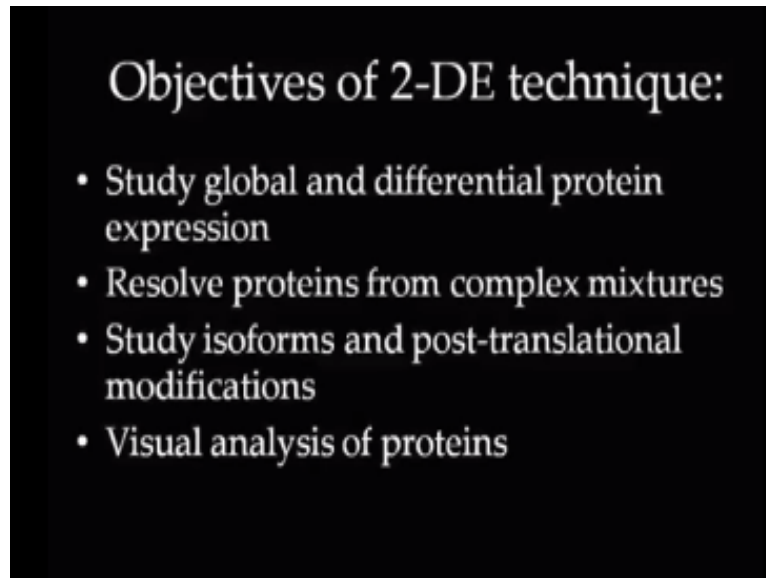 Objectives of 2-DE technique:
• Study global and differential protein
expression
• Resolve proteins from complex mixtures
• Study isoforms and post-translational
modifications
• Visual analysis of proteins